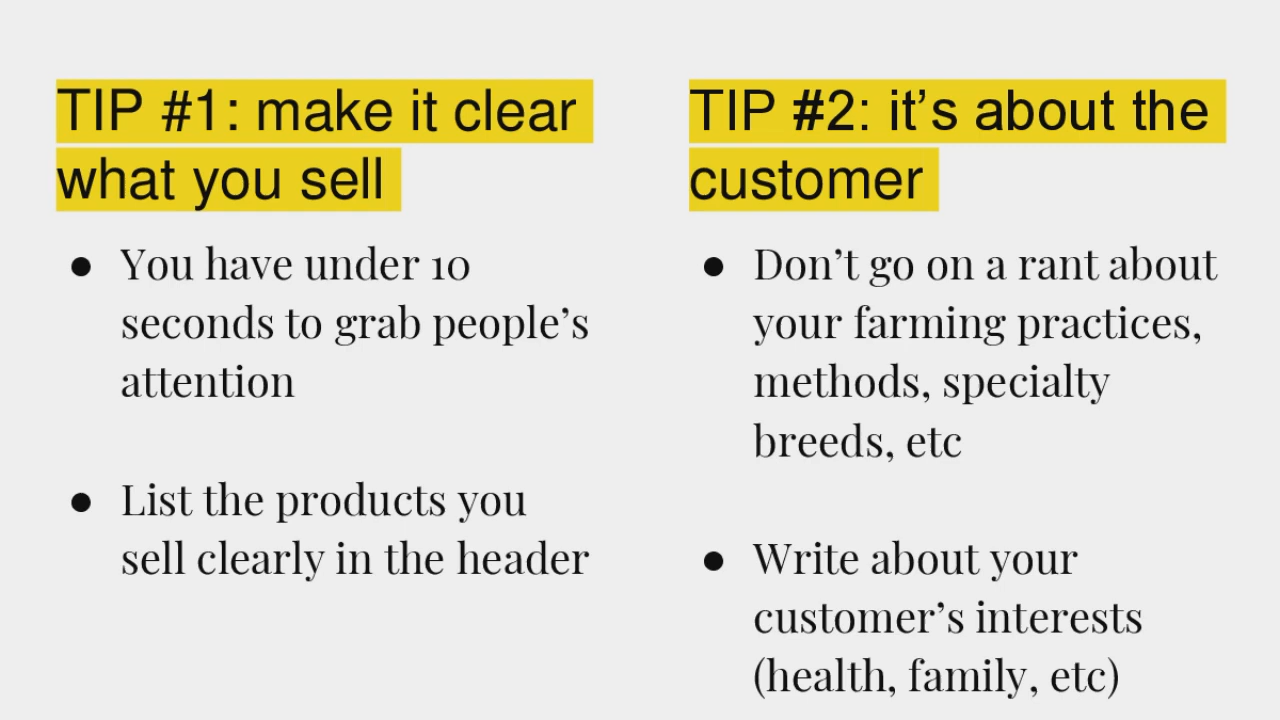 TIP #1: make it clear
what you sell
● You have under 10
seconds to grab people’s
attention
● List the products you
sell clearly in the header
TIP #2: it’s about the
customer
● Don’t go on a rant about
your farming practices,
methods, specialty
breeds, etc
● Write about your
customer’s interests
(health, family, etc)